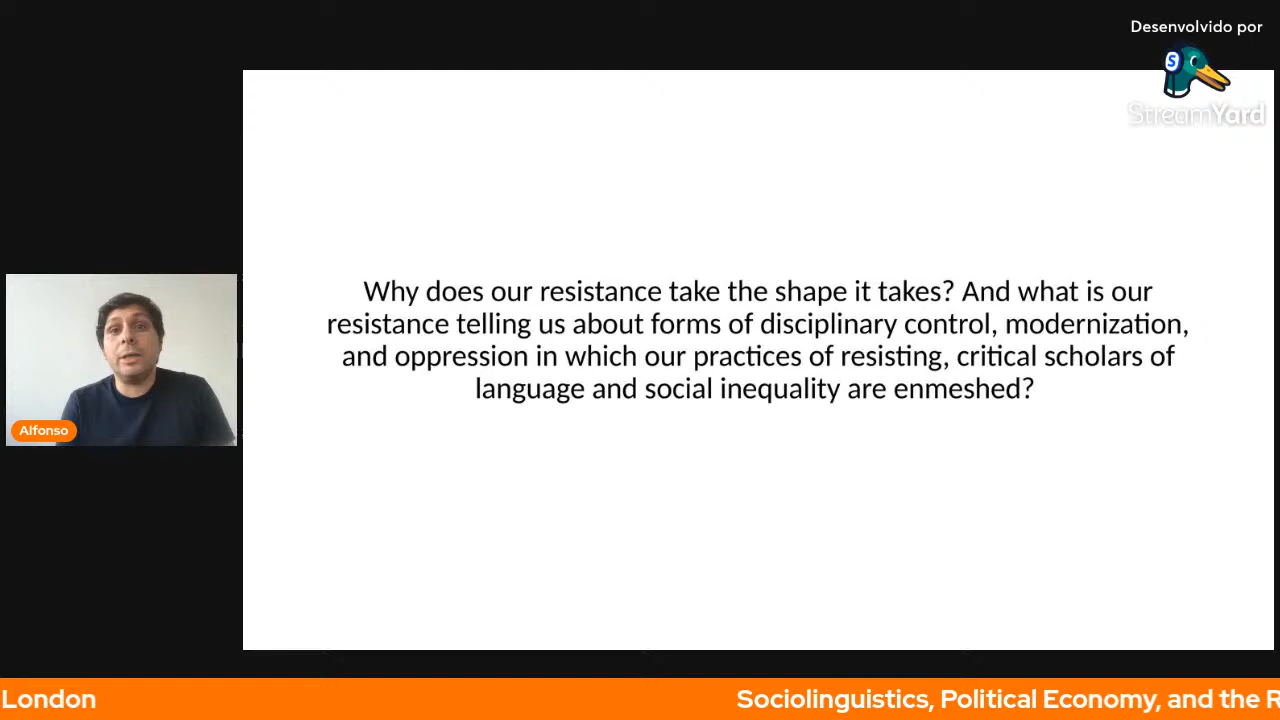 Desenvolvido por
S
StreamYard
Why does our resistance take the shape it takes? And what is our
resistance telling us about forms of disciplinary control, modernization,
and oppression in which our practices of resisting, critical scholars of
language and social inequality are enmeshed?
Alfonso
London
Sociolinguistics, Political Economy, and the R